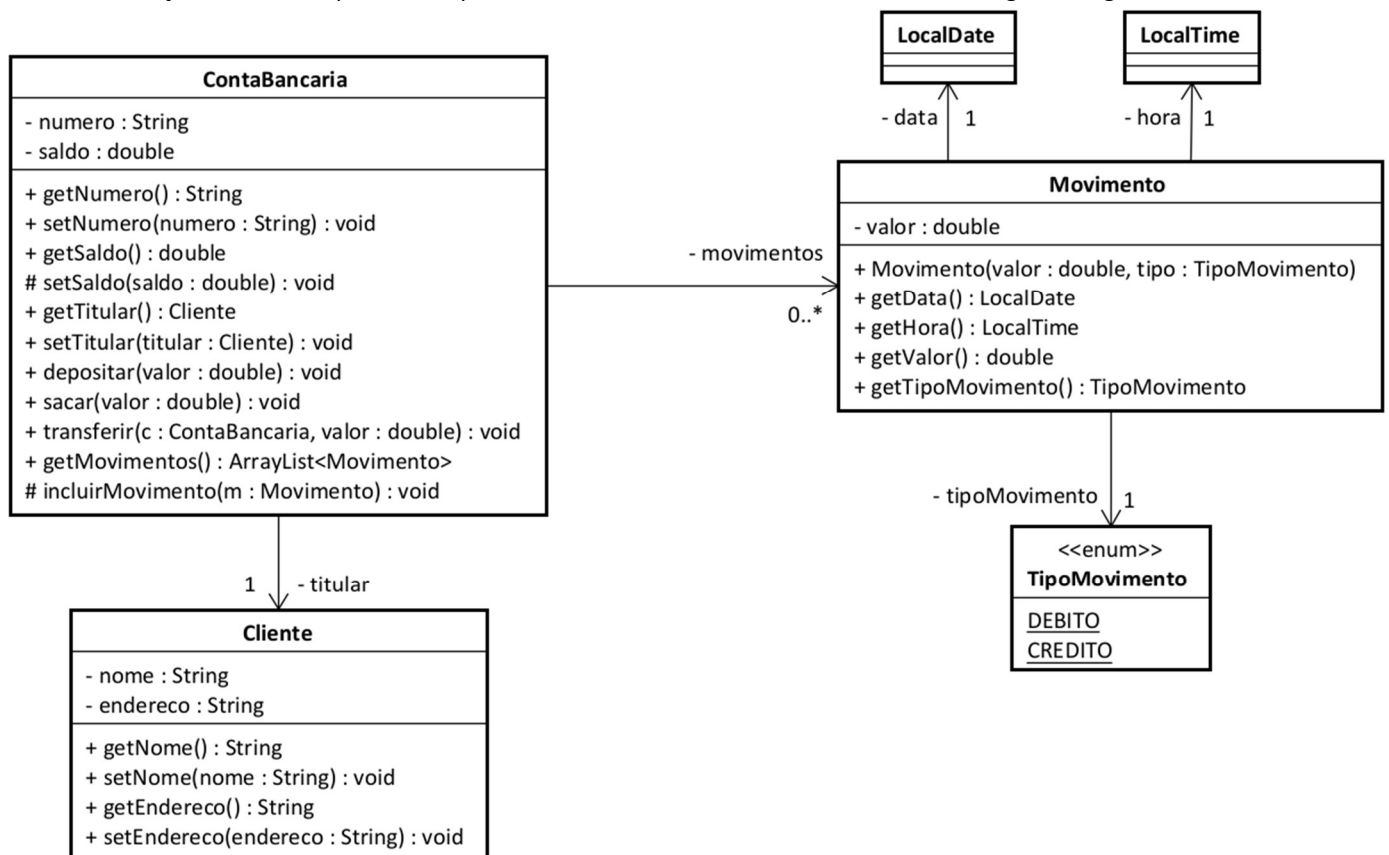 LocalDate
LocalTime
- data 1
- hora 1
ContaBancaria
- numero : String
- saldo : double
+ getNumero() : String
+ setNumero(numero : String) : void
+ getSaldo() : double
# setSaldo(saldo : double) : void
+ getTitular() : Cliente
+ setTitular(titular : Cliente) : void
+ depositar(valor : double) : void
+ sacar(valor : double) : void
+ transferir(c : ContaBancaria, valor : double) : void
+ getMovimentos() : ArrayList<Movimento>
# incluirMovimento(m : Movimento) : void
- movimentos
0..*
Movimento
- valor : double
+ Movimento(valor : double, tipo : TipoMovimento)
+ getData() : LocalDate
+ getHora() : LocalTime
+ getValor() : double
+ getTipoMovimento() : TipoMovimento
- tipoMovimento 1
<<enum>>
TipoMovimento
DEBITO
CREDITO
1 - titular
Cliente
- nome : String
- endereco : String
+ getNome() : String
+ setNome(nome : String) : void
+ getEndereco() : String
+ setEndereco(endereco : String) : void